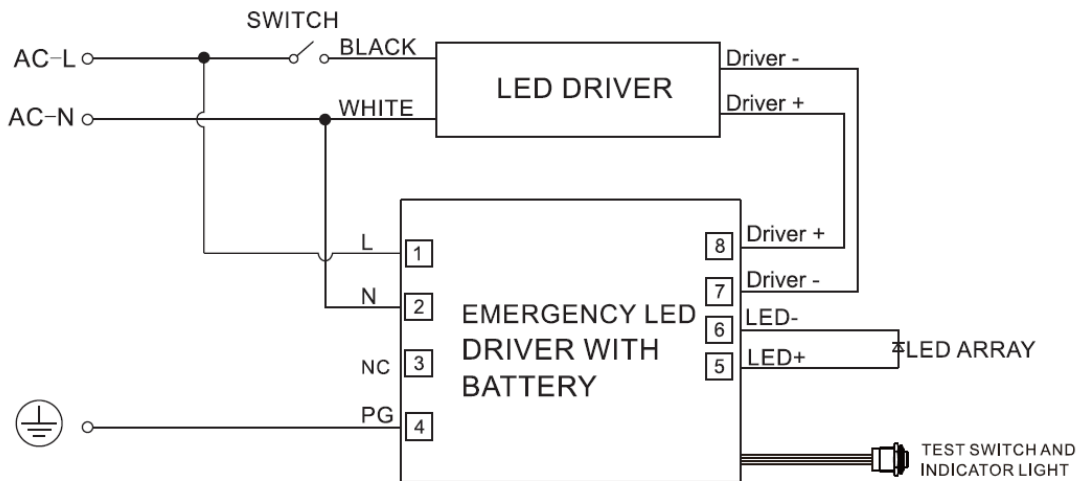 SWITCH
AC-L
BLACK
LED DRIVER
Driver -
Driver +
AC-N
WHITE
L
1
N
2
NC
3
PG
4
EMERGENCY LED
DRIVER WITH
BATTERY
8
Driver +
7
Driver -
6
LED-
5
LED+
LED ARRAY
TEST SWITCH AND
INDICATOR LIGHT